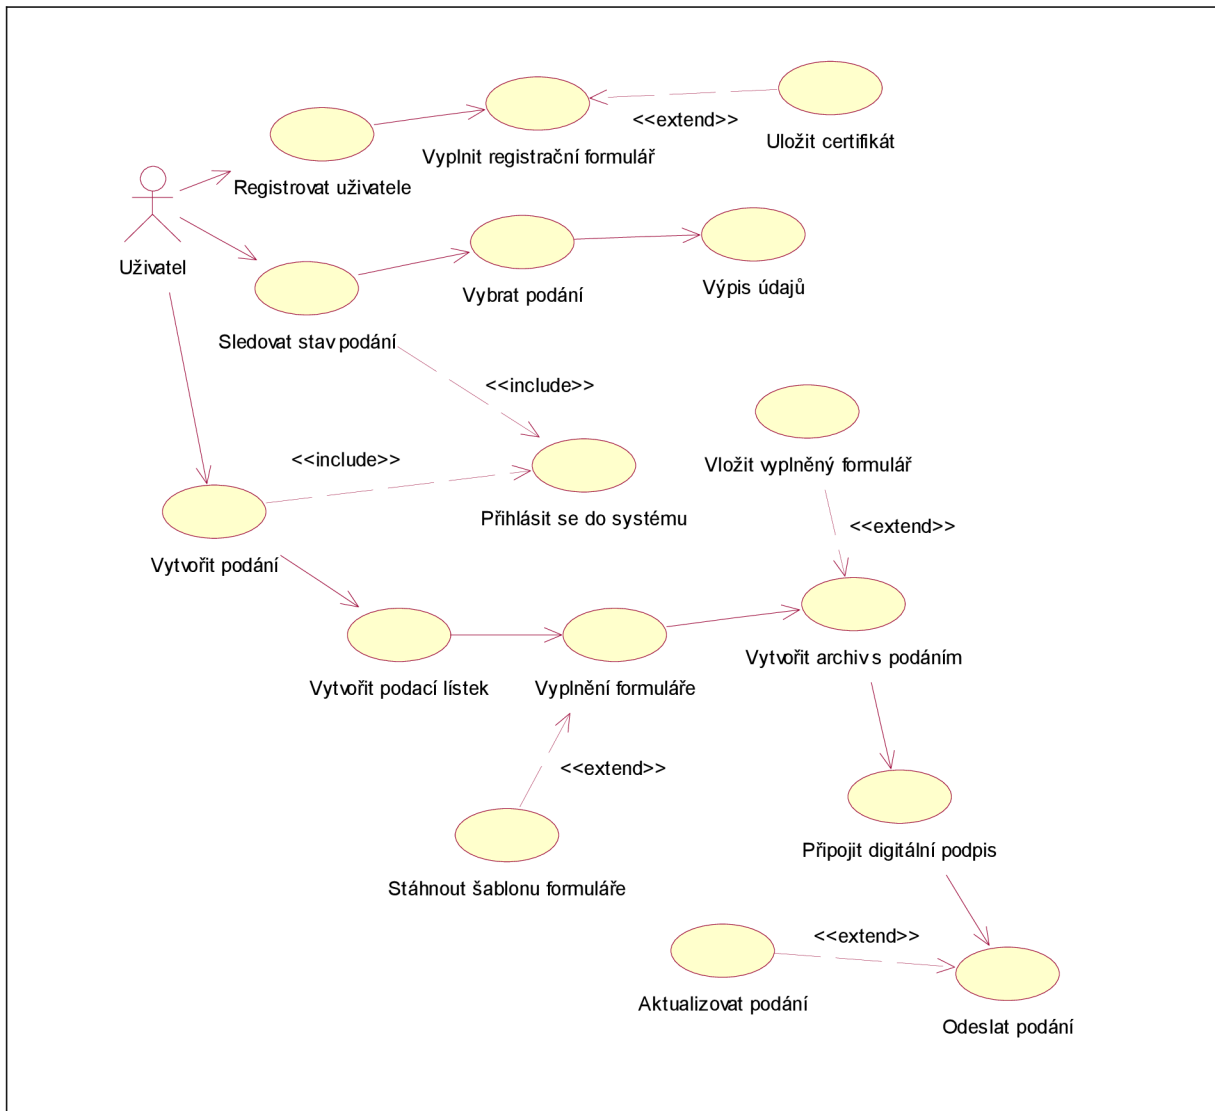 <<extend>>
Uložit certifikát
Vyplnit registrační formulář
Registrovat uživatele
Uživatel
Vybrat podání
Výpis údajů
Sledovat stav podání
<<include>>
<<include>>
Vložit vyplněný formulář
Přihlásit se do systému
<<extend>>
Vytvořit podání
Vytvořit archiv s podáním
Vytvořit podací lístek
Vyplnění formuláře
<<extend>>
Připojit digitální podpis
Stáhnout šablonu formuláře
<<extend>>
Aktualizovat podání
Odeslat podání